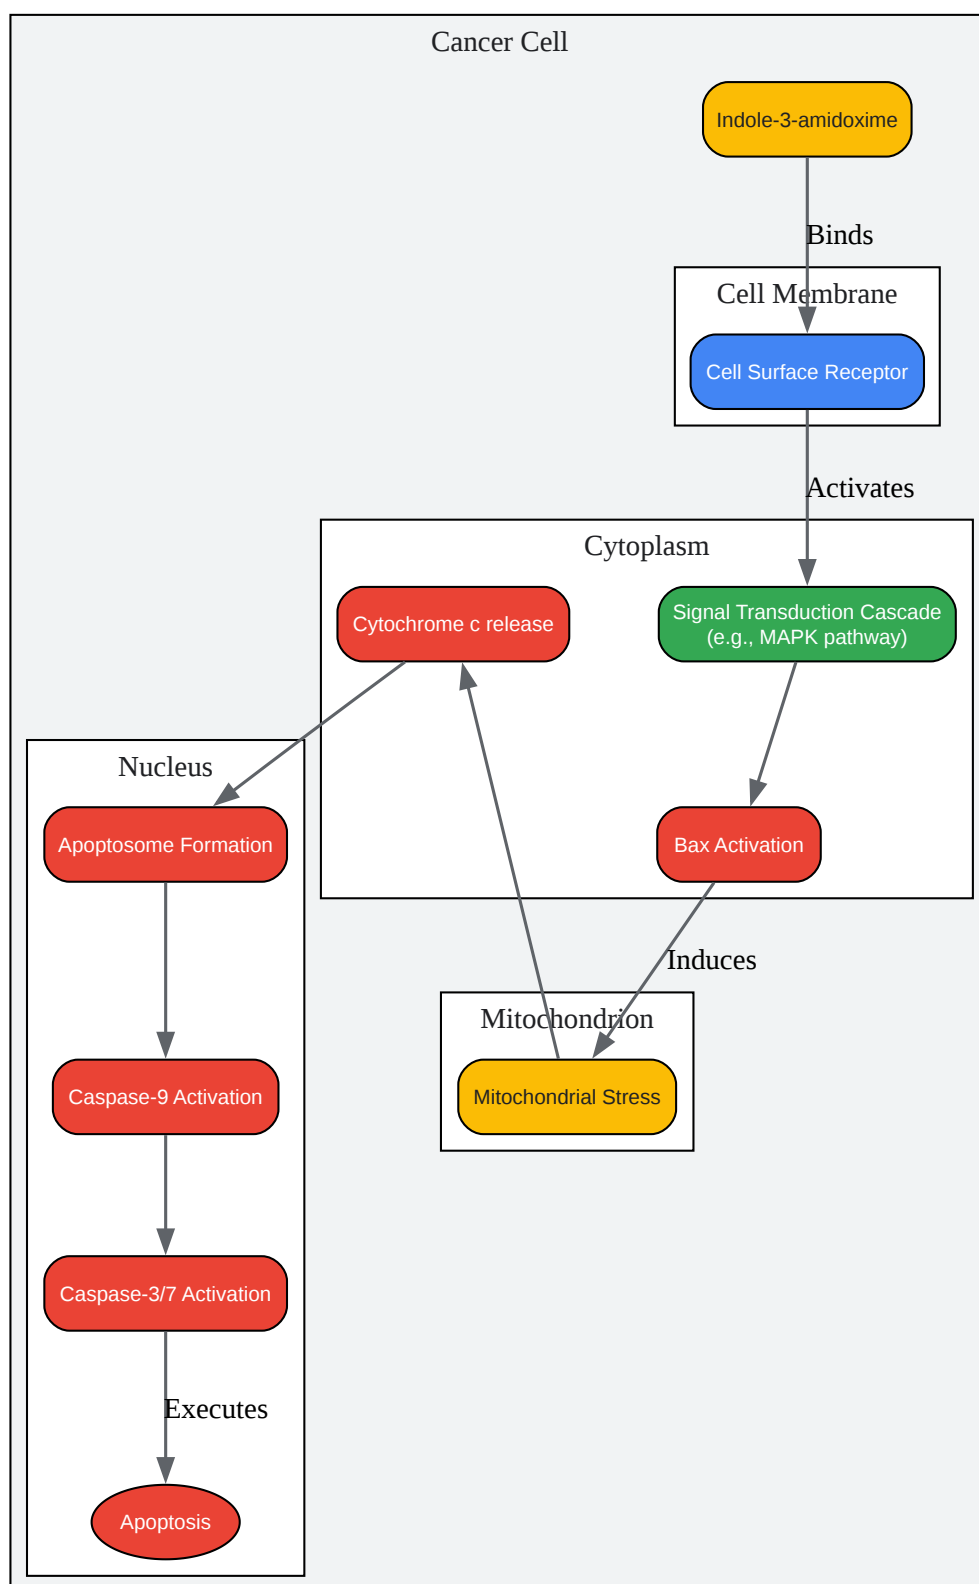 Cancer Cell
Indole-3-amidoxime
Binds
Cell Membrane
Cell Surface Receptor
Activates
Cytoplasm
Cytochrome c release
Signal Transduction Cascade
(e.g., MAPK pathway)
Nucleus
Apoptosome Formation
Bax Activation
Induces
Mitochondrion
Caspase-9 Activation
Mitochondrial Stress
Caspase-3/7 Activation
Executes
Apoptosis